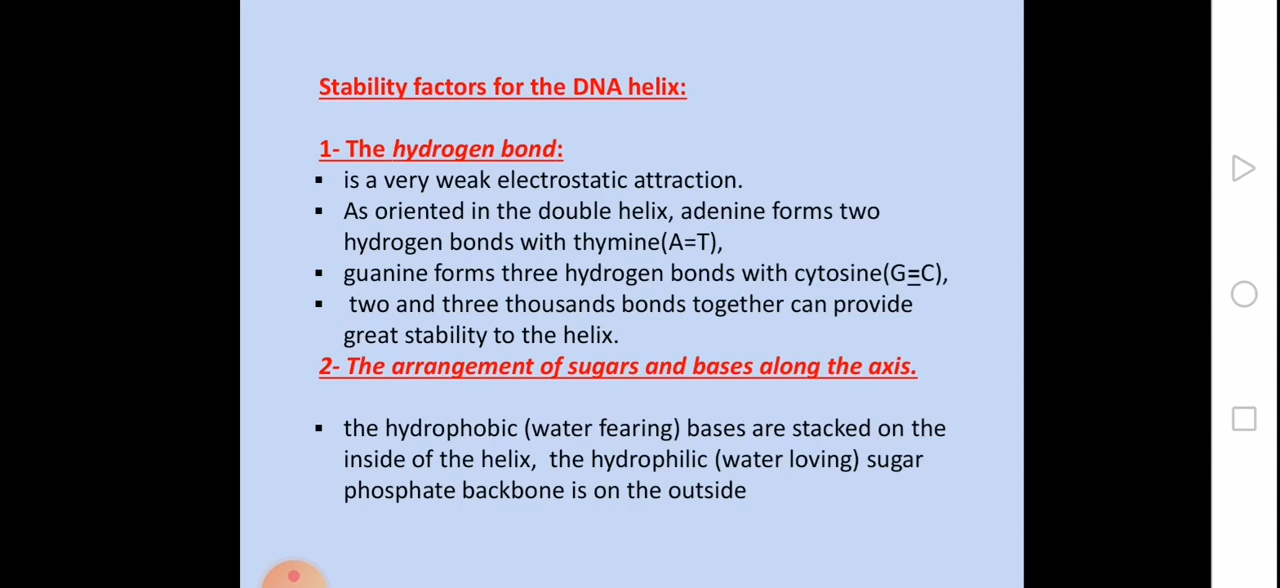 Stability factors for the DNA helix:
1- The hydrogen bond:
▪ is a very weak electrostatic attraction.
▪ As oriented in the double helix, adenine forms two
hydrogen bonds with thymine(A=T),
▪ guanine forms three hydrogen bonds with cytosine(G≡C),
▪ two and three thousands bonds together can provide
great stability to the helix.
2- The arrangement of sugars and bases along the axis.
▪ the hydrophobic (water fearing) bases are stacked on the
inside of the helix,  the hydrophilic (water loving) sugar
phosphate backbone is on the outside